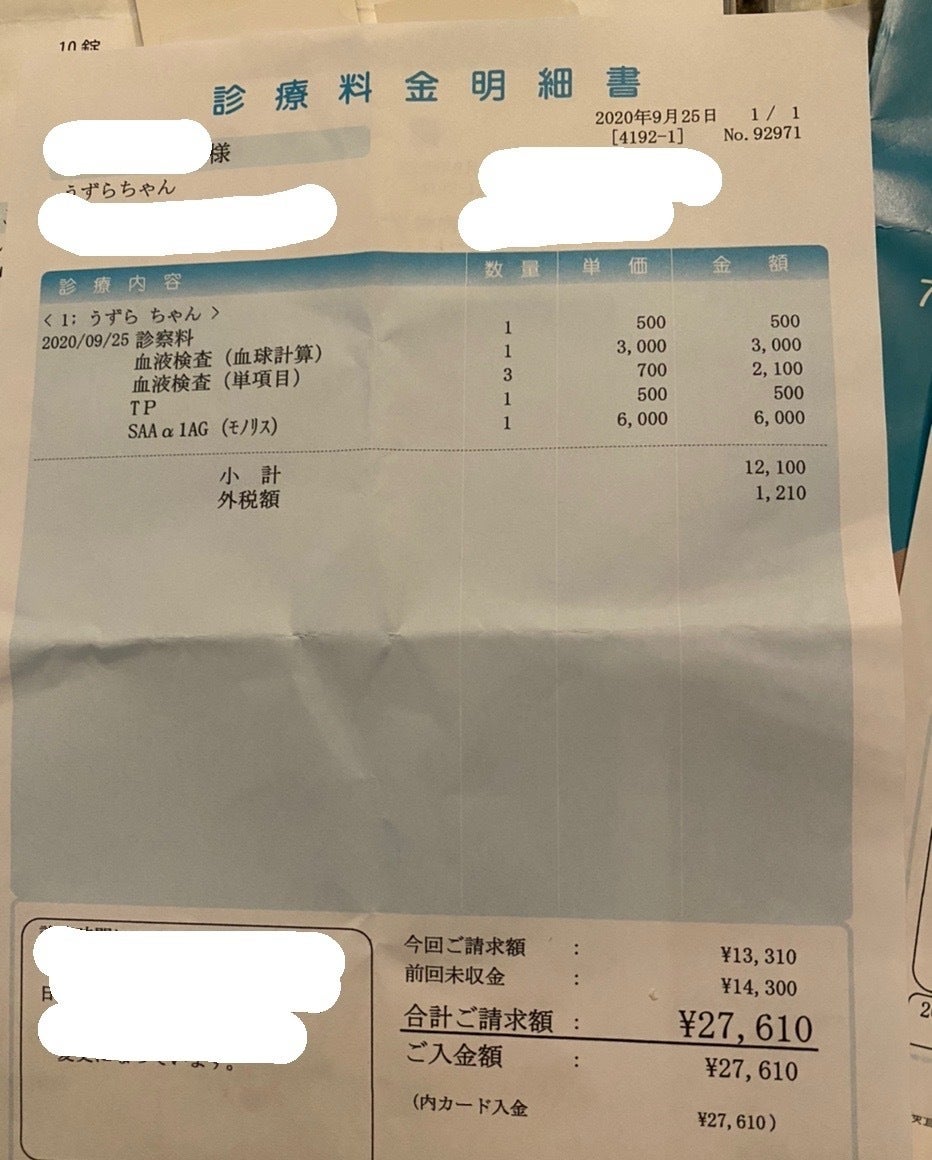 10錠
診療料金明細書
2020年9月25日 1 / 1
[4192-1] No. 92971
様
うずらちゃん
診療内容 数量 単価 金額
< 1; うずら ちゃん >
2020/09/25 診察料 1 500 500
血液検査（血球計算） 1 3,000 3,000
血液検査（単項目） 3 700 2,100
TP 1 500 500
SAAα1AG（モノリス） 1 6,000 6,000
小計 12,100
外税額 1,210
今回ご請求額 : ¥13,310
前回未収金 : ¥14,300
合計ご請求額 : ¥27,610
ご入金額 : ¥27,610
(内カード入金 ¥27,610)